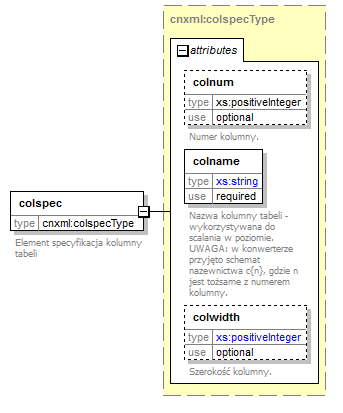 cnxml:colspecType
attributes
colnum
type xs:positiveInteger
use optional
Numer kolumny.
colname
type xs:string
use required
Nazwa kolumny tabeli -
wykorzystywana do
scalania w poziomie.
UWAGA: w konwerterze
przyjęto schemat
nazewnictwa c{n}, gdzie n
jest tożsame z numerem
kolumny.
colspec
type cnxml:colspecType
Element specyfikacja kolumny
tabeli
colwidth
type xs:positiveInteger
use optional
Szerokość kolumny.